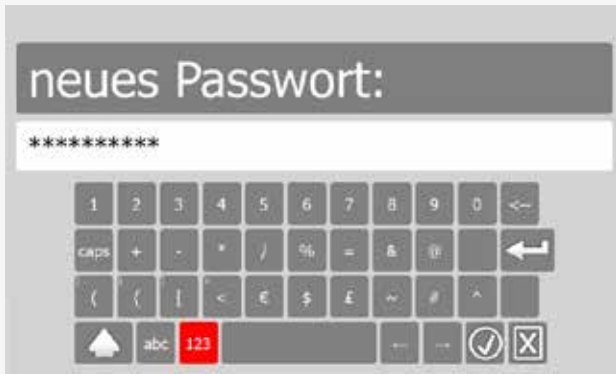 neues Passwort:
**********
1 2 3 4 5 6 7 8 9 0 <--
caps + - * / % = & @
( { [ < € $ £ ~ # ^
abc 123 ← →